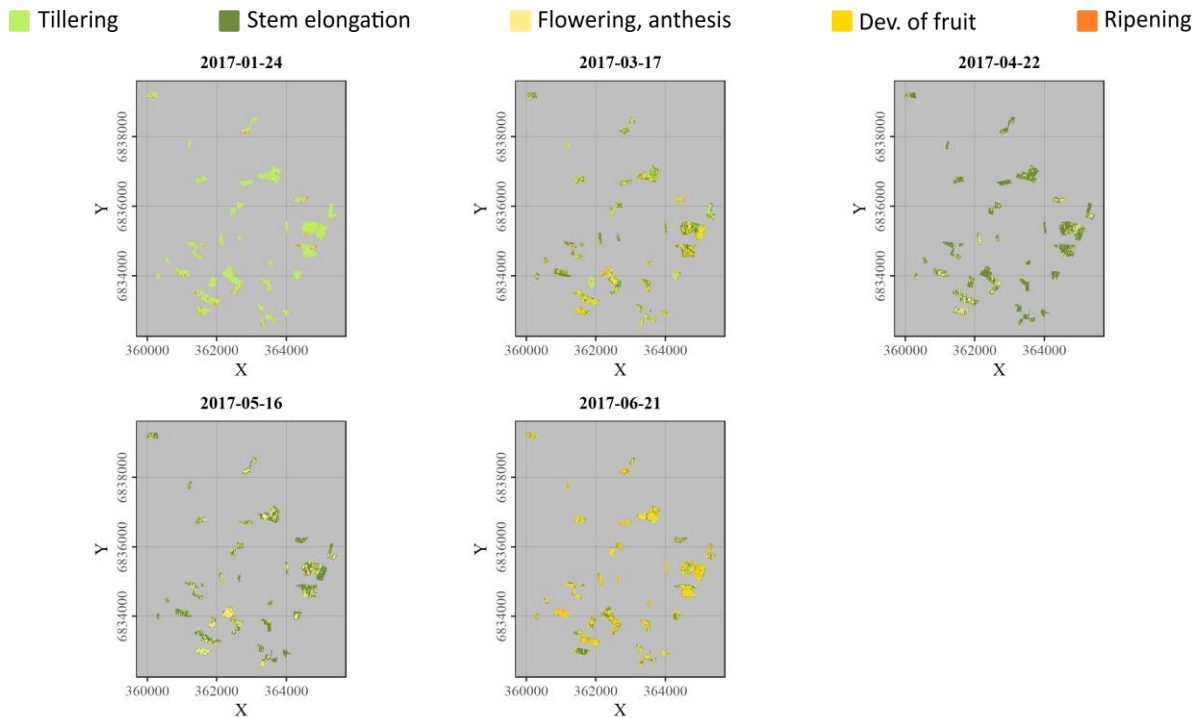 Tillering Stem elongation Flowering, anthesis Dev. of fruit Ripening
2017-01-24 2017-03-17 2017-04-22
6838000 6838000 6838000
6836000 6836000 6836000
Y Y Y
6834000 6834000 6834000
360000 362000 364000 360000 362000 364000 360000 362000 364000
X X X
2017-05-16 2017-06-21
6838000 6838000
6836000 6836000
Y Y
6834000 6834000
360000 362000 364000 360000 362000 364000
X X